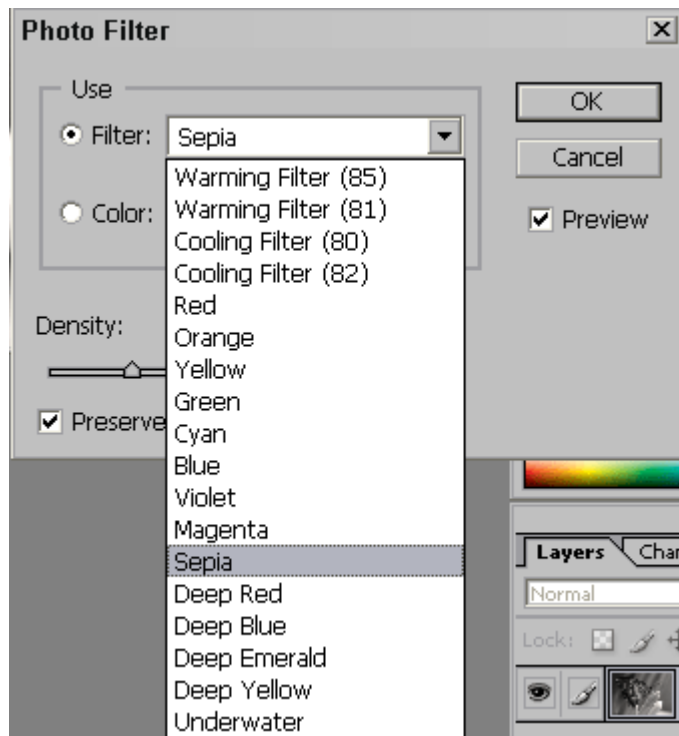 Photo Filter
Use
OK
Filter: Sepia
Cancel
Warming Filter (85)
Color:
Warming Filter (81)
Preview
Cooling Filter (80)
Cooling Filter (82)
Red
Density:
Orange
Yellow
Green
Preserve
Cyan
Blue
Violet
Magenta
Sepia
Deep Red
Deep Blue
Deep Emerald
Deep Yellow
Underwater
Layers
Normal
Lock: